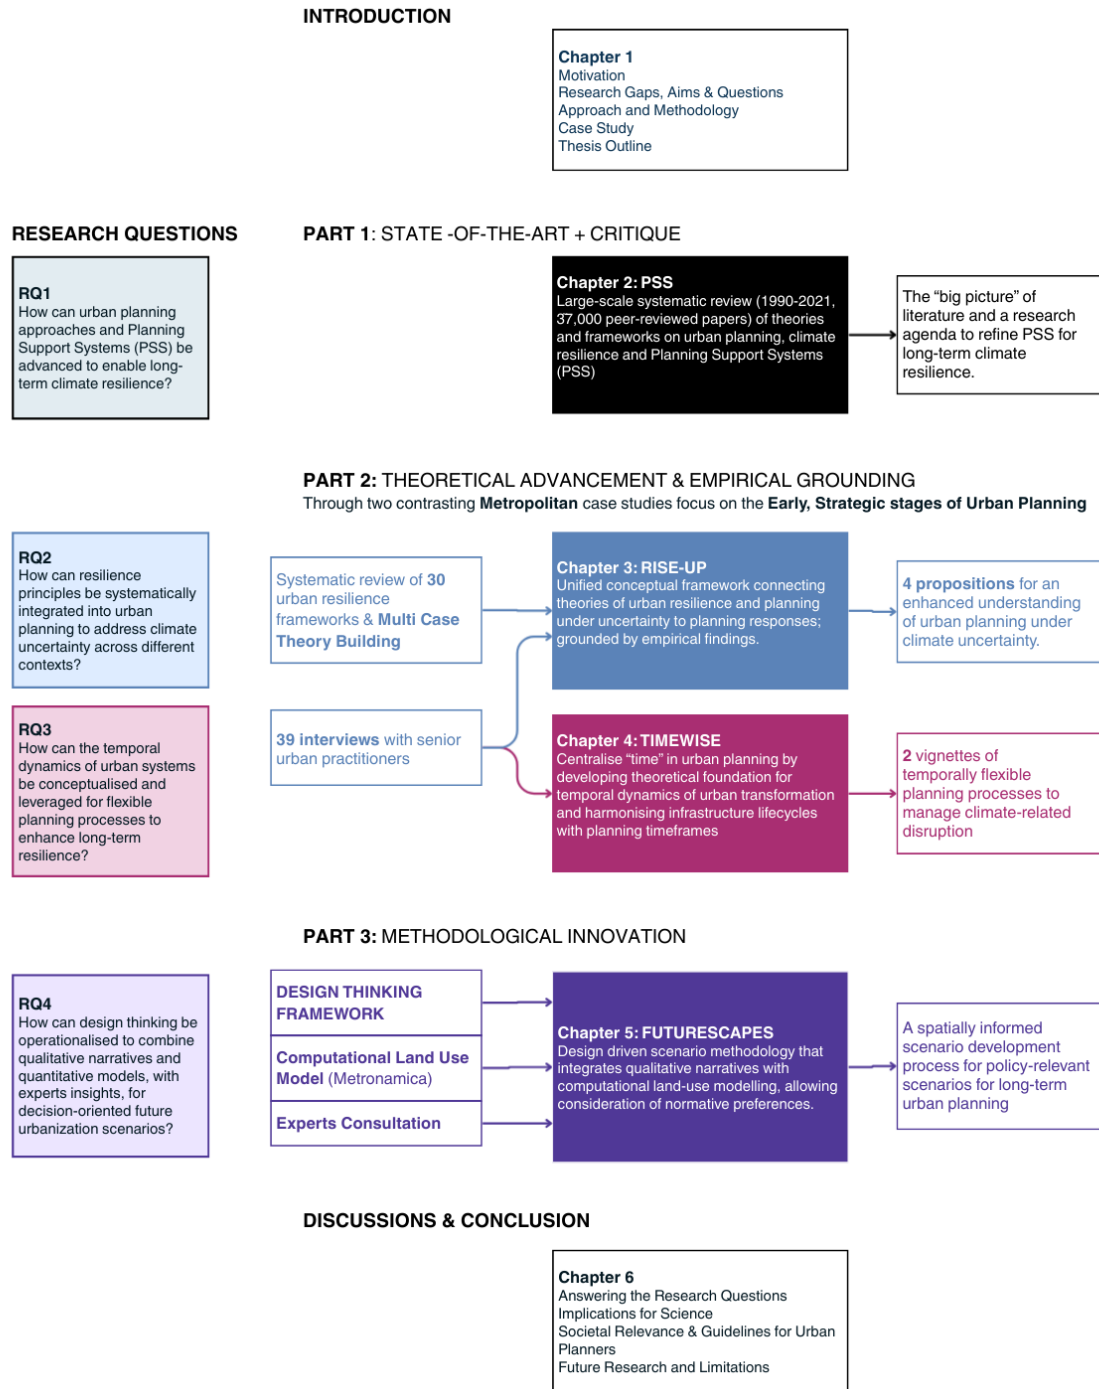 INTRODUCTION
Chapter 1
Motivation
Research Gaps, Aims & Questions
Approach and Methodology
Case Study
Thesis Outline
RESEARCH QUESTIONS
PART 1: STATE -OF-THE-ART + CRITIQUE
RQ1
How can urban planning
approaches and Planning
Support Systems (PSS) be
advanced to enable long-
term climate resilience?
Chapter 2: PSS
Large-scale systematic review (1990-2021,
37,000 peer-reviewed papers) of theories
and frameworks on urban planning, climate
resilience and Planning Support Systems
(PSS)
The “big picture” of
literature and a research
agenda to refine PSS for
long-term climate
resilience.
PART 2: THEORETICAL ADVANCEMENT & EMPIRICAL GROUNDING
Through two contrasting Metropolitan case studies focus on the Early, Strategic stages of Urban Planning
RQ2
How can resilience
principles be systematically
integrated into urban
planning to address climate
uncertainty across different
contexts?
Systematic review of 30
urban resilience
frameworks & Multi Case
Theory Building
Chapter 3: RISE-UP
Unified conceptual framework connecting
theories of urban resilience and planning
under uncertainty to planning responses;
grounded by empirical findings.
4 propositions for an
enhanced understanding
of urban planning under
climate uncertainty.
RQ3
How can the temporal
dynamics of urban systems
be conceptualised and
leveraged for flexible
planning processes to
enhance long-term
resilience?
39 interviews with senior
urban practitioners
Chapter 4: TIMEWISE
Centralise “time” in urban planning by
developing theoretical foundation for
temporal dynamics of urban transformation
and harmonising infrastructure lifecycles
with planning timeframes
2 vignettes of
temporally flexible
planning processes to
manage climate-related
disruption
PART 3: METHODOLOGICAL INNOVATION
RQ4
How can design thinking be
operationalised to combine
qualitative narratives and
quantitative models, with
experts insights, for
decision-oriented future
urbanization scenarios?
DESIGN THINKING
FRAMEWORK
Computational Land Use
Model (Metronamica)
Experts Consultation
Chapter 5: FUTURESCAPES
Design driven scenario methodology that
integrates qualitative narratives with
computational land-use modelling, allowing
consideration of normative preferences.
A spatially informed
scenario development
process for policy-relevant
scenarios for long-term
urban planning
DISCUSSIONS & CONCLUSION
Chapter 6
Answering the Research Questions
Implications for Science
Societal Relevance & Guidelines for Urban
Planners
Future Research and Limitations